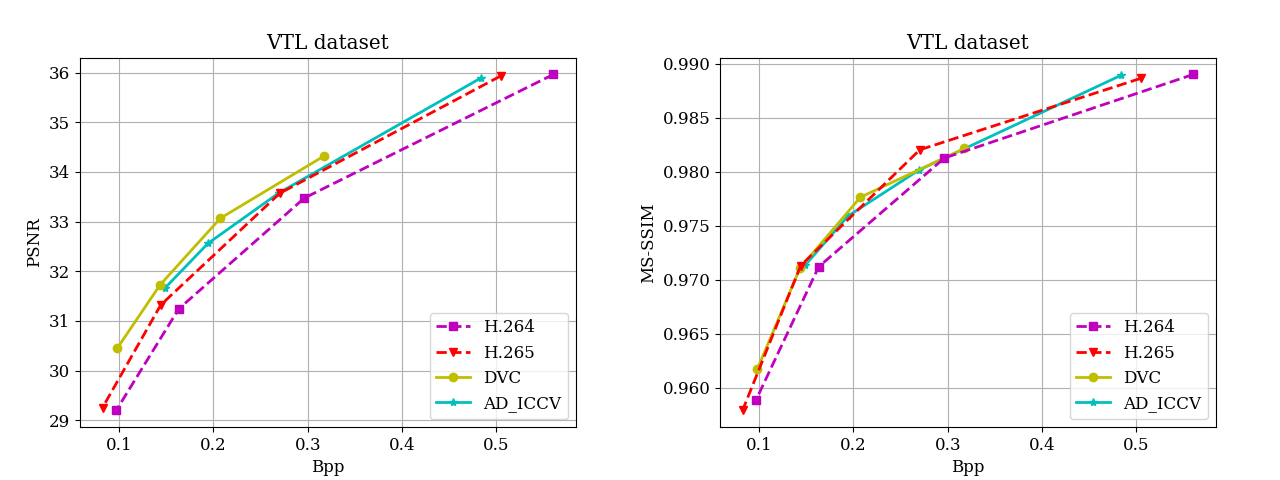 VTL dataset
PSNR
36
35
34
33
32
31
30
29
0.1 0.2 0.3 0.4 0.5
Bpp
H.264
H.265
DVC
AD_ICCV
VTL dataset
MS-SSIM
0.990
0.985
0.980
0.975
0.970
0.965
0.960
0.1 0.2 0.3 0.4 0.5
Bpp
H.264
H.265
DVC
AD_ICCV